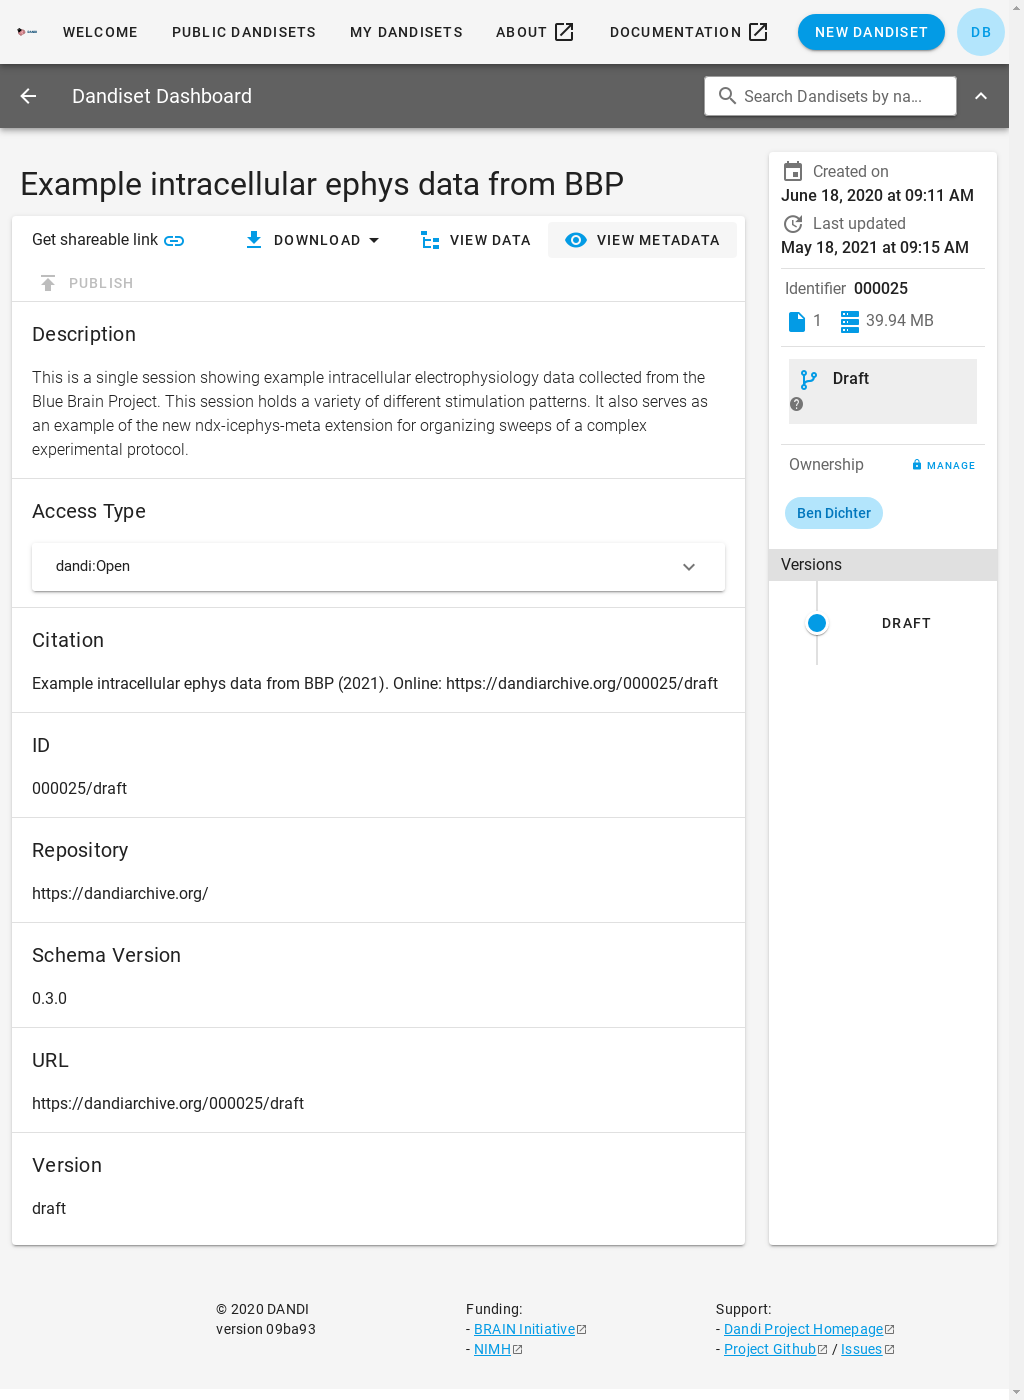 WELCOME PUBLIC DANDISETS MY DANDISETS ABOUT DOCUMENTATION NEW DANDISET DB
Dandiset Dashboard Search Dandisets by na...
Example intracellular ephys data from BBP
Get shareable link DOWNLOAD VIEW DATA VIEW METADATA
PUBLISH
Description
This is a single session showing example intracellular electrophysiology data collected from the
Blue Brain Project. This session holds a variety of different stimulation patterns. It also serves as
an example of the new ndx-icephys-meta extension for organizing sweeps of a complex
experimental protocol.
Access Type
dandi:Open
Citation
Example intracellular ephys data from BBP (2021). Online: https://dandiarchive.org/000025/draft
ID
000025/draft
Repository
https://dandiarchive.org/
Schema Version
0.3.0
URL
https://dandiarchive.org/000025/draft
Version
draft
Created on
June 18, 2020 at 09:11 AM
Last updated
May 18, 2021 at 09:15 AM
Identifier 000025
1 39.94 MB
Draft
Ownership MANAGE
Ben Dichter
Versions
DRAFT
© 2020 DANDI
version 09ba93
Funding:
- BRAIN Initiative
- NIMH
Support:
- Dandi Project Homepage
- Project Github / Issues